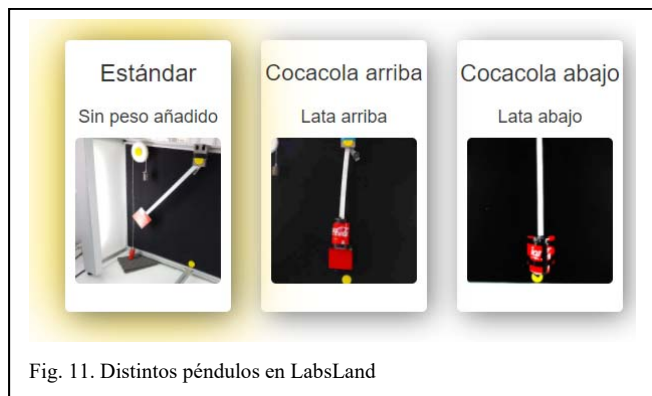 Estándar
Cocacola arriba
Cocacola abajo
Sin peso añadido
Lata arriba
Lata abajo
Fig. 11. Distintos péndulos en LabsLand